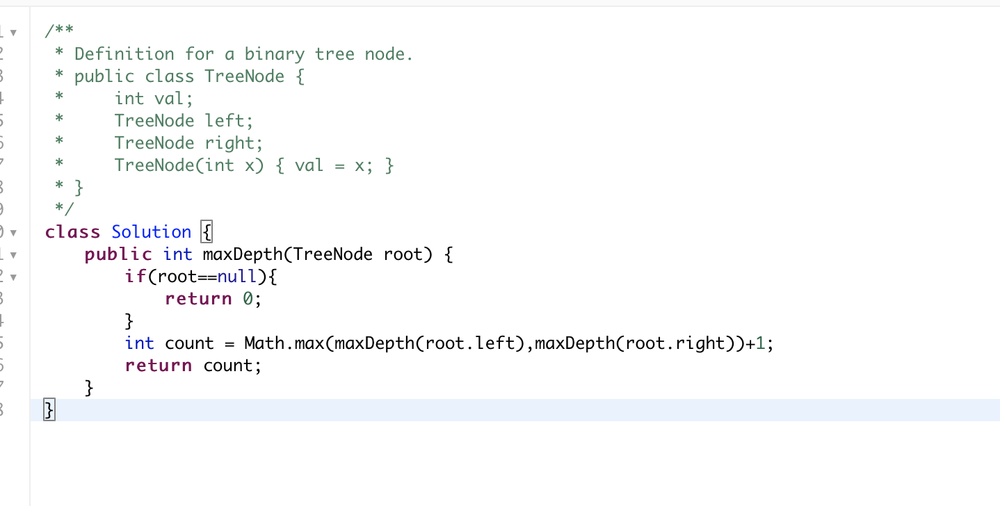 /**
 * Definition for a binary tree node.
 * public class TreeNode {
 *     int val;
 *     TreeNode left;
 *     TreeNode right;
 *     TreeNode(int x) { val = x; }
 * }
 */
class Solution {
    public int maxDepth(TreeNode root) {
        if(root==null){
            return 0;
        }
        int count = Math.max(maxDepth(root.left),maxDepth(root.right))+1;
        return count;
    }
}